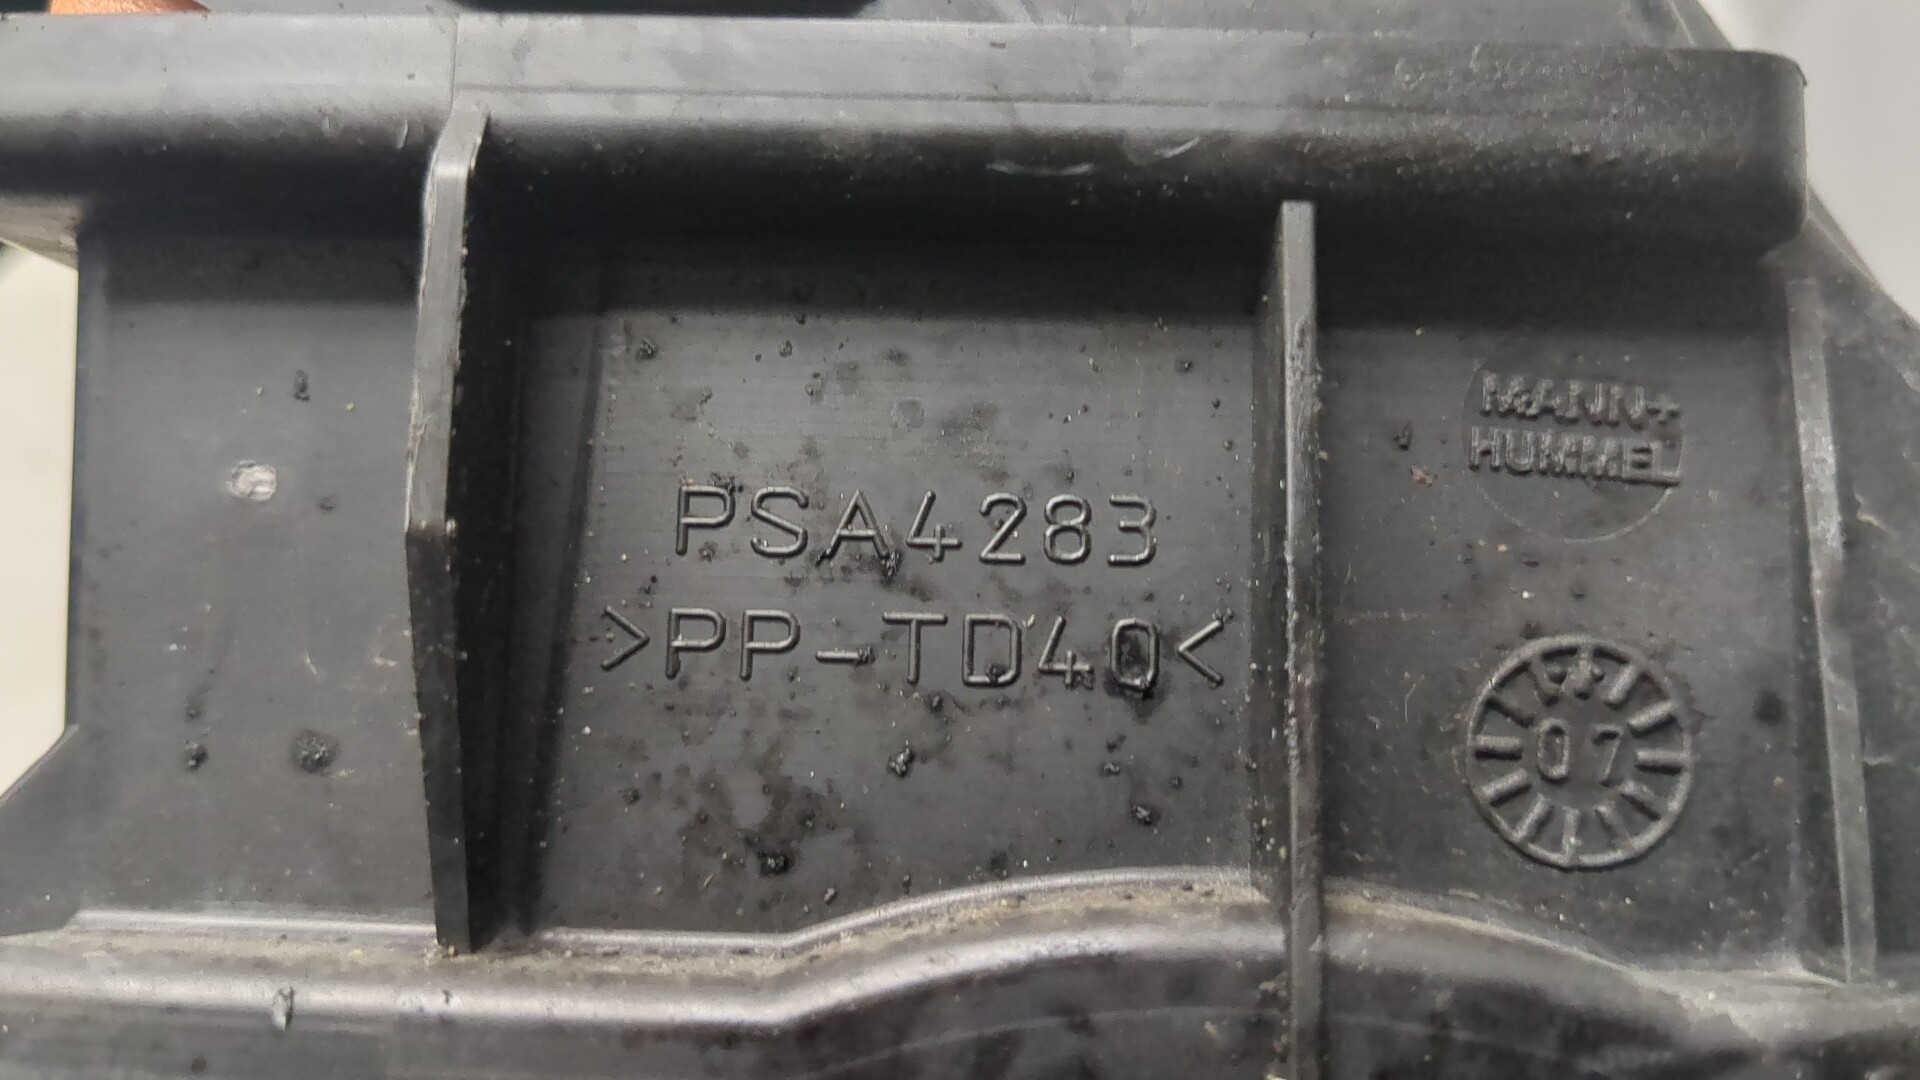 MANN+
HUMMEL
PSA4283
>PP-TD40<
07